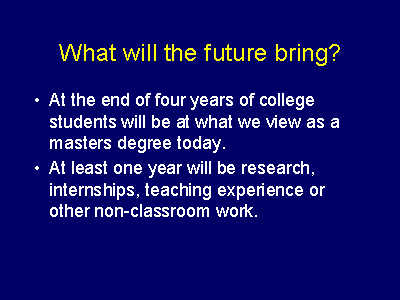 What will the future bring?
• At the end of four years of college
students will be at what we view as a
masters degree today.
• At least one year will be research,
internships, teaching experience or
other non-classroom work.